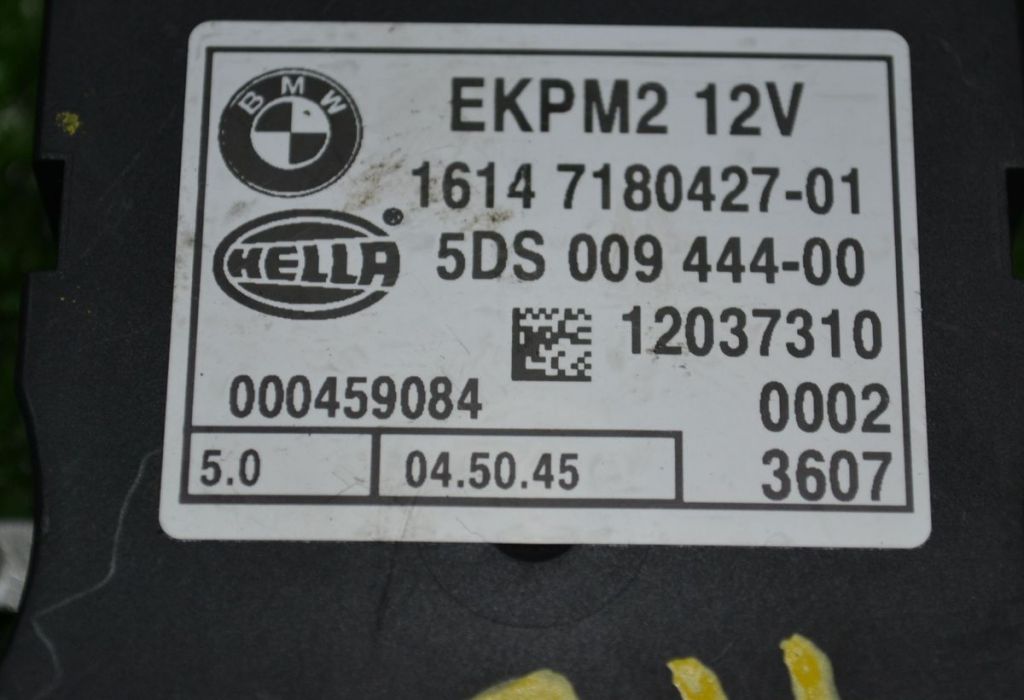 BMW
EKPM2 12V
1614 7180427-01
HELLA
5DS 009 444-00
12037310
000459084
0002
5.0
04.50.45
3607